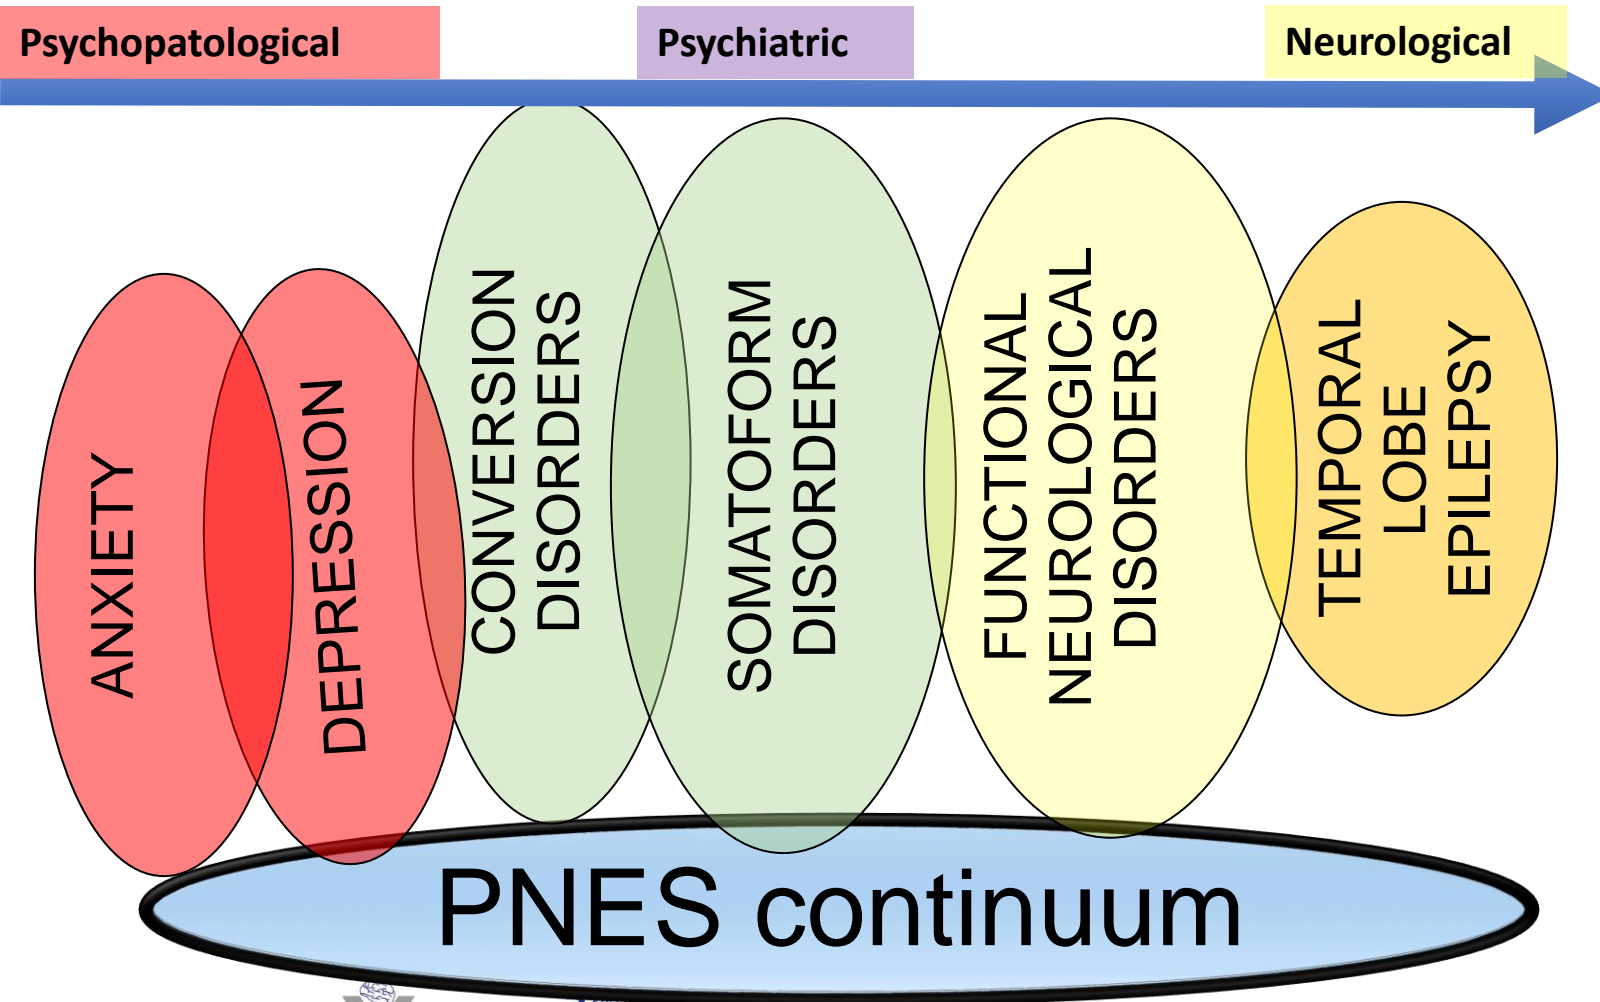 Psychopatological
Psychiatric
Neurological
ANXIETY
DEPRESSION
CONVERSION
DISORDERS
SOMATOFORM
DISORDERS
FUNCTIONAL
NEUROLOGICAL
DISORDERS
TEMPORAL
LOBE
EPILEPSY
PNES continuum